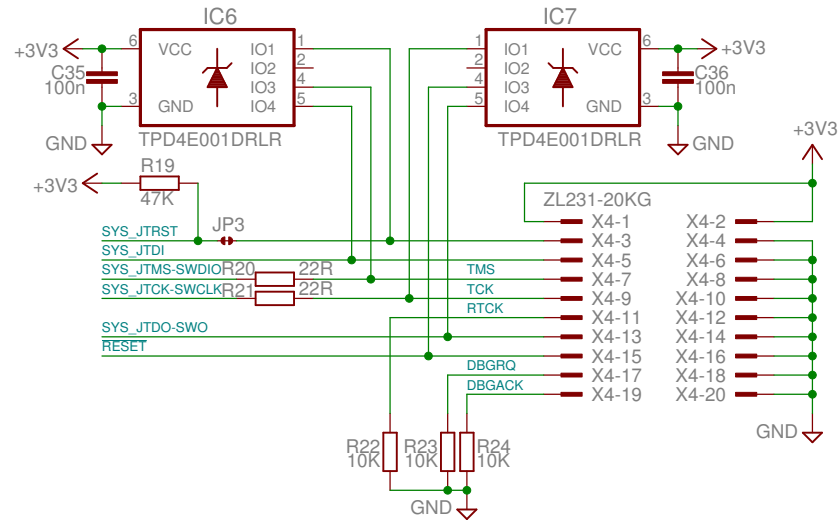 IC6
IC7
+3V3
6
VCC
IO1
1
IO2
2
IO3
4
GND
3
IO4
5
C35
100n
GND
TPD4E001DRLR
1
IO1
VCC
6
+3V3
2
IO2
4
IO3
5
IO4
GND
3
C36
100n
TPD4E001DRLR
GND
+3V3
R19
47K
+3V3
ZL231-20KG
JP3
SYS_JTRST
SYS_JTDI
SYS_JTMS-SWDIO
R20
22R
TMS
SYS_JTCK-SWCLK
R21
22R
TCK
RTCK
SYS_JTDO-SWO
RESET
DBGRQ
DBGACK
X4-1
X4-2
X4-3
X4-4
X4-5
X4-6
X4-7
X4-8
X4-9
X4-10
X4-11
X4-12
X4-13
X4-14
X4-15
X4-16
X4-17
X4-18
X4-19
X4-20
GND
R22
10K
R23
10K
R24
10K
GND